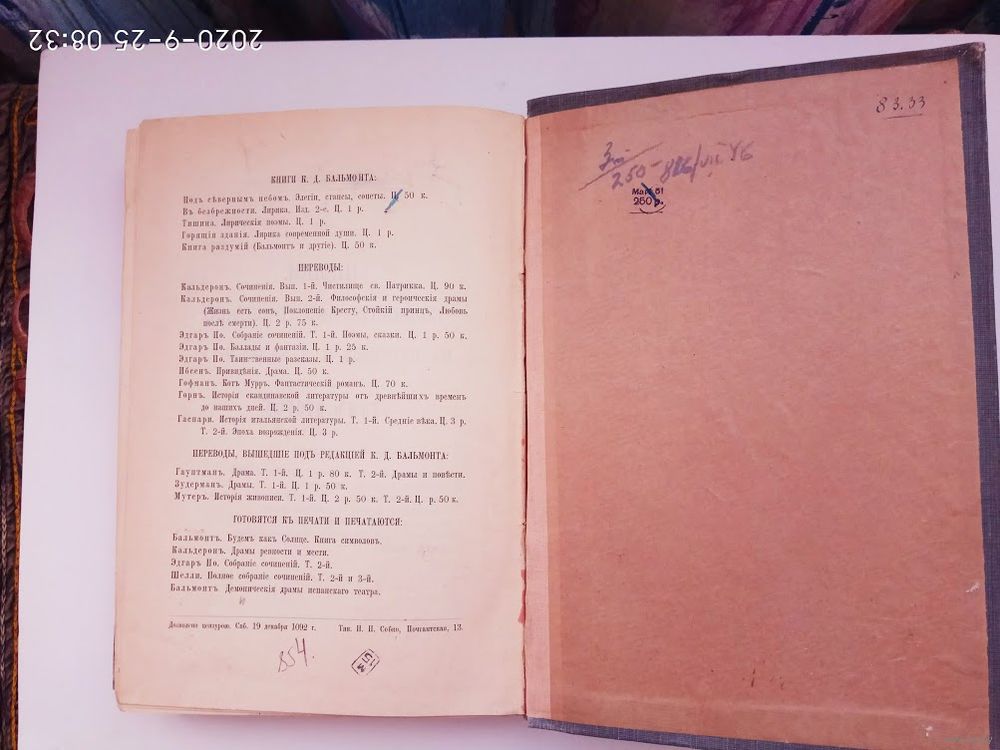 2020-9-25 08:32
КНИГИ К. Д. БАЛЬМОНТА:
Подъ сѣвернымъ небомъ. Элегіи, стансы, сонеты. Ц. 50 к.
Въ безбрежности. Лирика. Изд. 2-е. Ц. 1 р.
Тишина. Лирическія поэмы. Ц. 1 р.
Горящія зданія. Лирика современной души. Ц. 1 р.
Книга раздумій (Бальмонтъ и другіе). Ц. 50 к.
ПЕРЕВОДЫ:
Кальдеронъ. Сочиненія. Вып. 1-й. Чистилище св. Патрикка. Ц. 90 к.
Кальдеронъ. Сочиненія. Вып. 2-й. Философскія и героическія драмы
(Жизнь есть сонъ, Поклоненіе Кресту, Стойкій принцъ, Любовь
послѣ смерти). Ц. 2 р. 75 к.
Эдгаръ По. Собраніе сочиненій. Т. 1-й. Поэмы, сказки. Ц. 1 р. 50 к.
Эдгаръ По. Баллады и фантазіи. Ц. 1 р. 25 к.
Эдгаръ По. Таинственные разсказы. Ц. 1 р.
Ибсенъ. Привидѣнія. Драма. Ц. 50 к.
Гофманъ. Котъ Мурръ. Фантастическій романъ. Ц. 70 к.
Горнъ. Исторія скандинавской литературы отъ древнѣйшихъ временъ
до нашихъ дней. Ц. 2 р. 50 к.
Гаспари. Исторія итальянской литературы. Т. 1-й. Средніе вѣка. Ц. 3 р.
Т. 2-й. Эпоха возрожденія. Ц. 3 р.
ПЕРЕВОДЫ, ВЫШЕДШІЕ ПОДЪ РЕДАКЦІЕЙ К. Д. БАЛЬМОНТА:
Гауптманъ. Драмы. Т. 1-й. Ц. 1 р. 80 к. Т. 2-й. Драмы и повѣсти.
Зудерманъ. Драмы. Т. 1-й. Ц. 1 р. 50 к.
Мутеръ. Исторія живописи. Т. 1-й. Ц. 2 р. 50 к. Т. 2-й. Ц. р. 50 к.
ГОТОВЯТСЯ КЪ ПЕЧАТИ И ПЕЧАТАЮТСЯ:
Бальмонтъ. Будемъ какъ Солнце. Книга символовъ.
Кальдеронъ. Драмы ревности и мести.
Эдгаръ По. Собраніе сочиненій. Т. 2-й.
Шелли. Полное собраніе сочиненій. Т. 2-й и 3-й.
Бальмонтъ. Демоническія драмы испанскаго театра.
Дозволено цензурою. Спб. 19 декабря 1092 г. Тип. И. И. Собко, Почтамтская, 13.
854.
83.33
250
250 р.